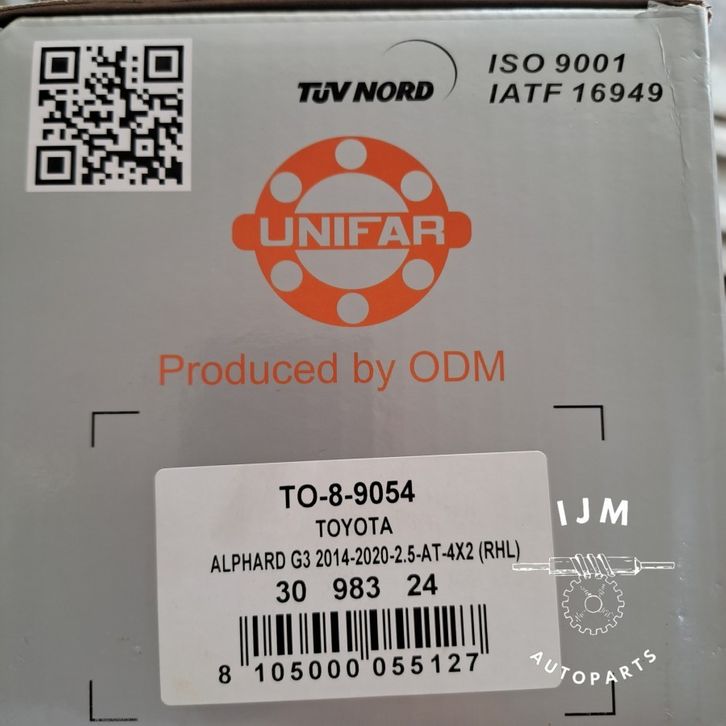 TÜV NORD
ISO 9001
IATF 16949
UNIFAR
Produced by ODM
TO-8-9054
TOYOTA
ALPHARD G3 2014-2020-2.5-AT-4X2 (RHL)
30 983 24
8 105000 055127
IJM
AUTOPARTS